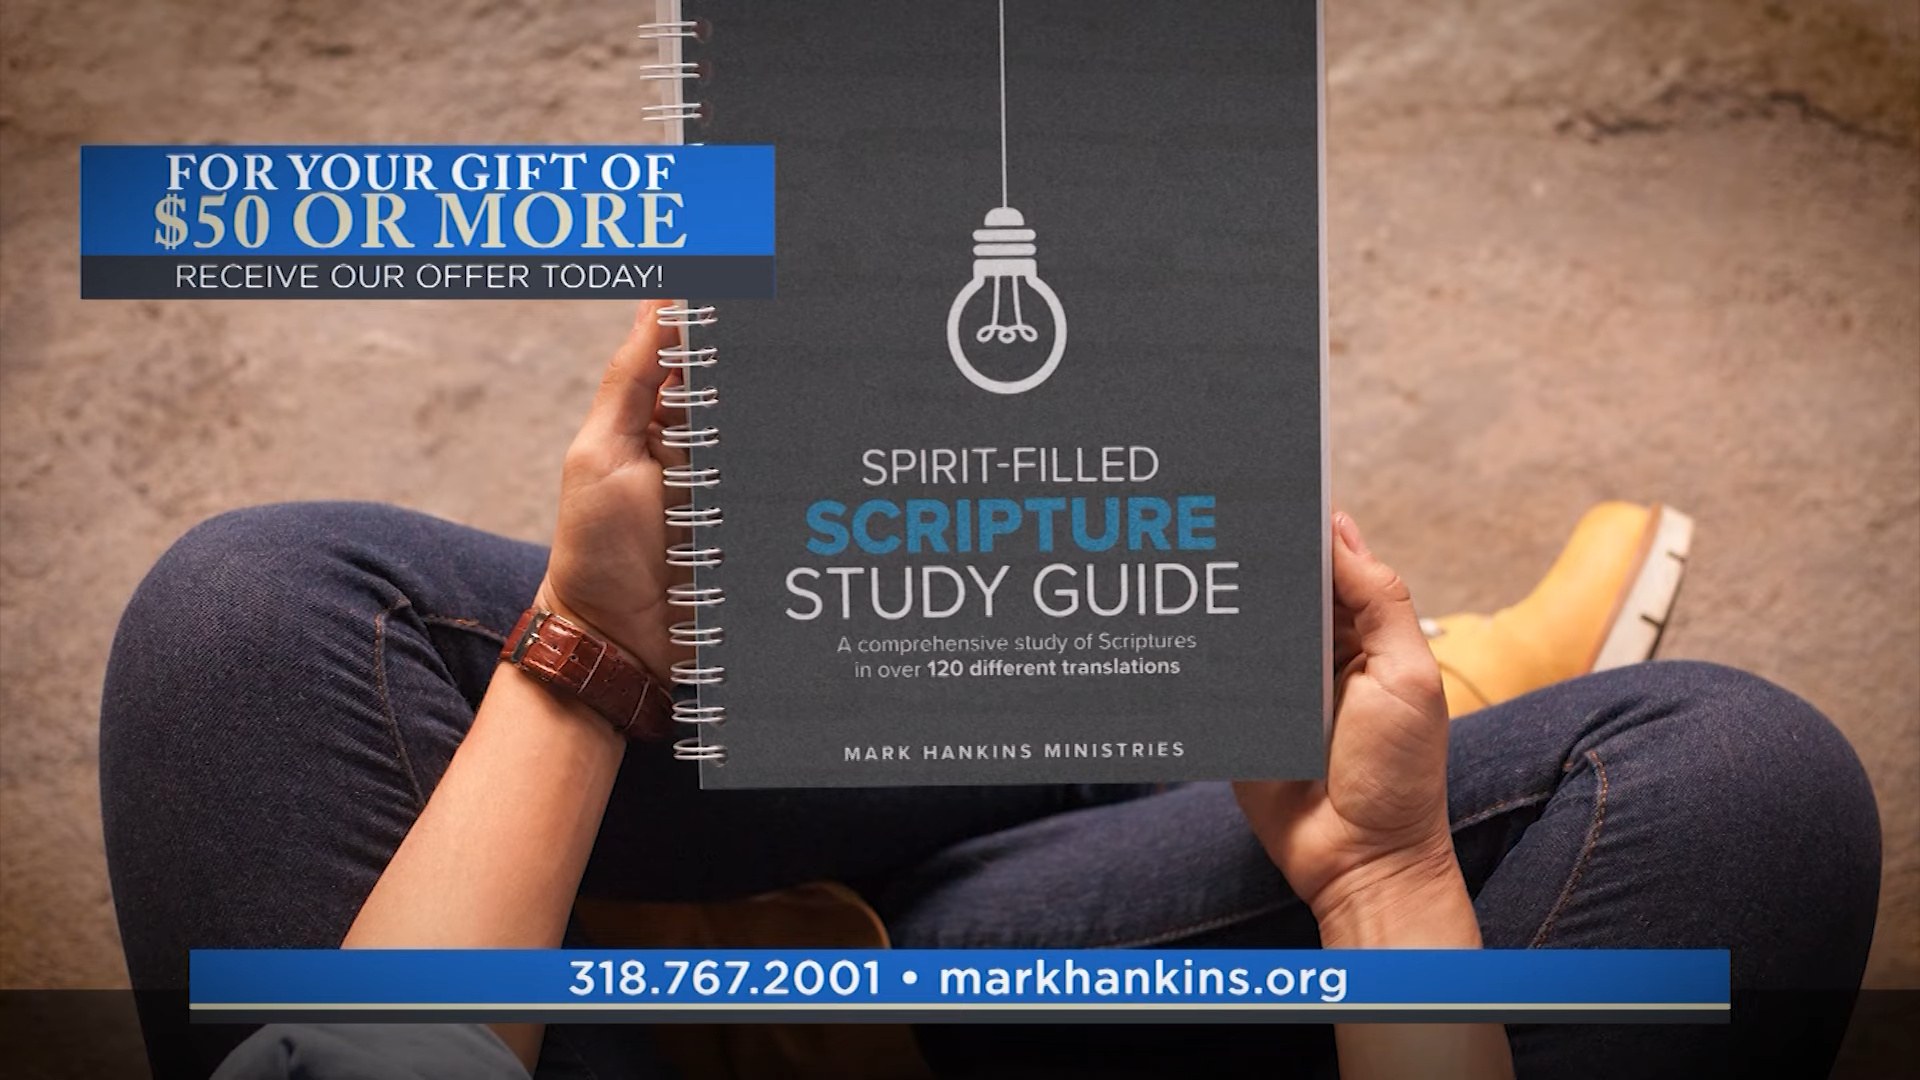 FOR YOUR GIFT OF
$50 OR MORE
RECEIVE OUR OFFER TODAY!
SPIRIT-FILLED
SCRIPTURE
STUDY GUIDE
A comprehensive study of Scriptures
in over 120 different translations
MARK HANKINS MINISTRIES
318.767.2001 • markhankins.org